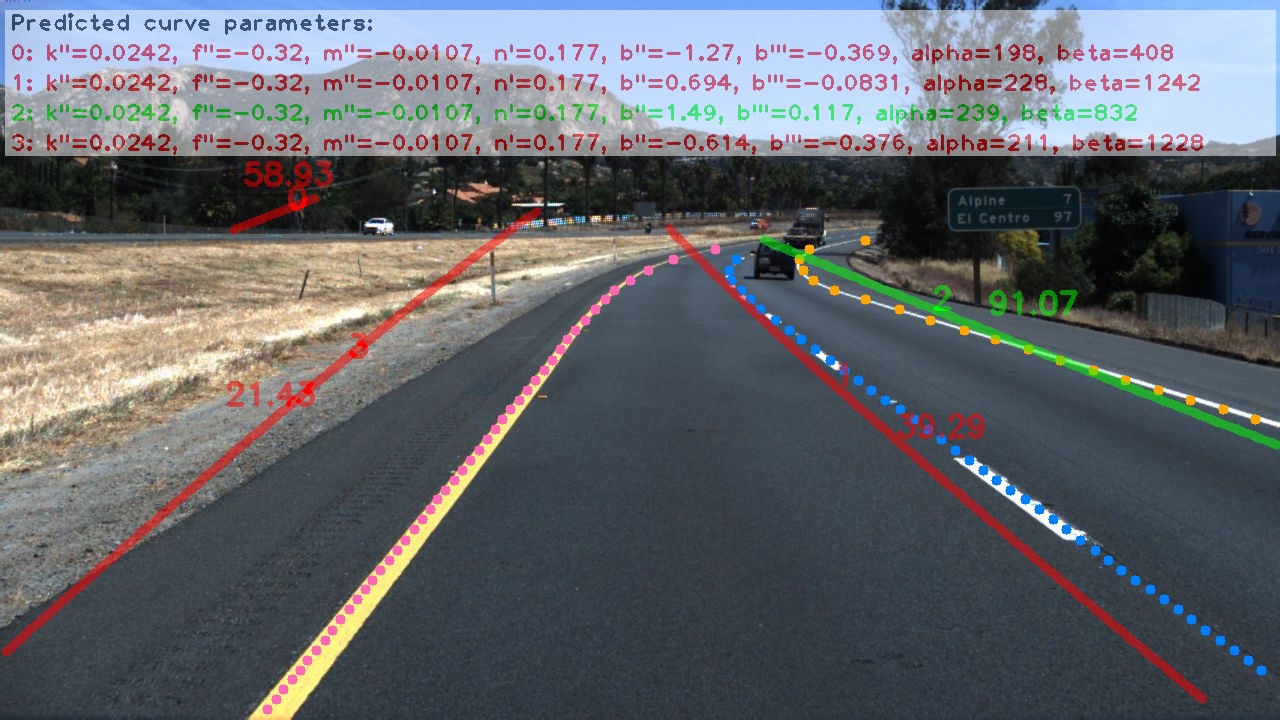 Predicted curve parameters:
0: k''=0.0242, f''=−0.32, m''=−0.0107, n'=0.177, b''=−1.27, b'''=−0.369, alpha=198, beta=408
1: k''=0.0242, f''=−0.32, m''=−0.0107, n'=0.177, b''=0.694, b'''=−0.0831, alpha=228, beta=1242
2: k''=0.0242, f''=−0.32, m''=−0.0107, n'=0.177, b''=1.49, b'''=0.117, alpha=239, beta=832
3: k''=0.0242, f''=−0.32, m''=−0.0107, n'=0.177, b''=−0.614, b'''=−0.376, alpha=211, beta=1228
58.93
0
Alpine 7
El Centro 97
2 91.07
3
21.43